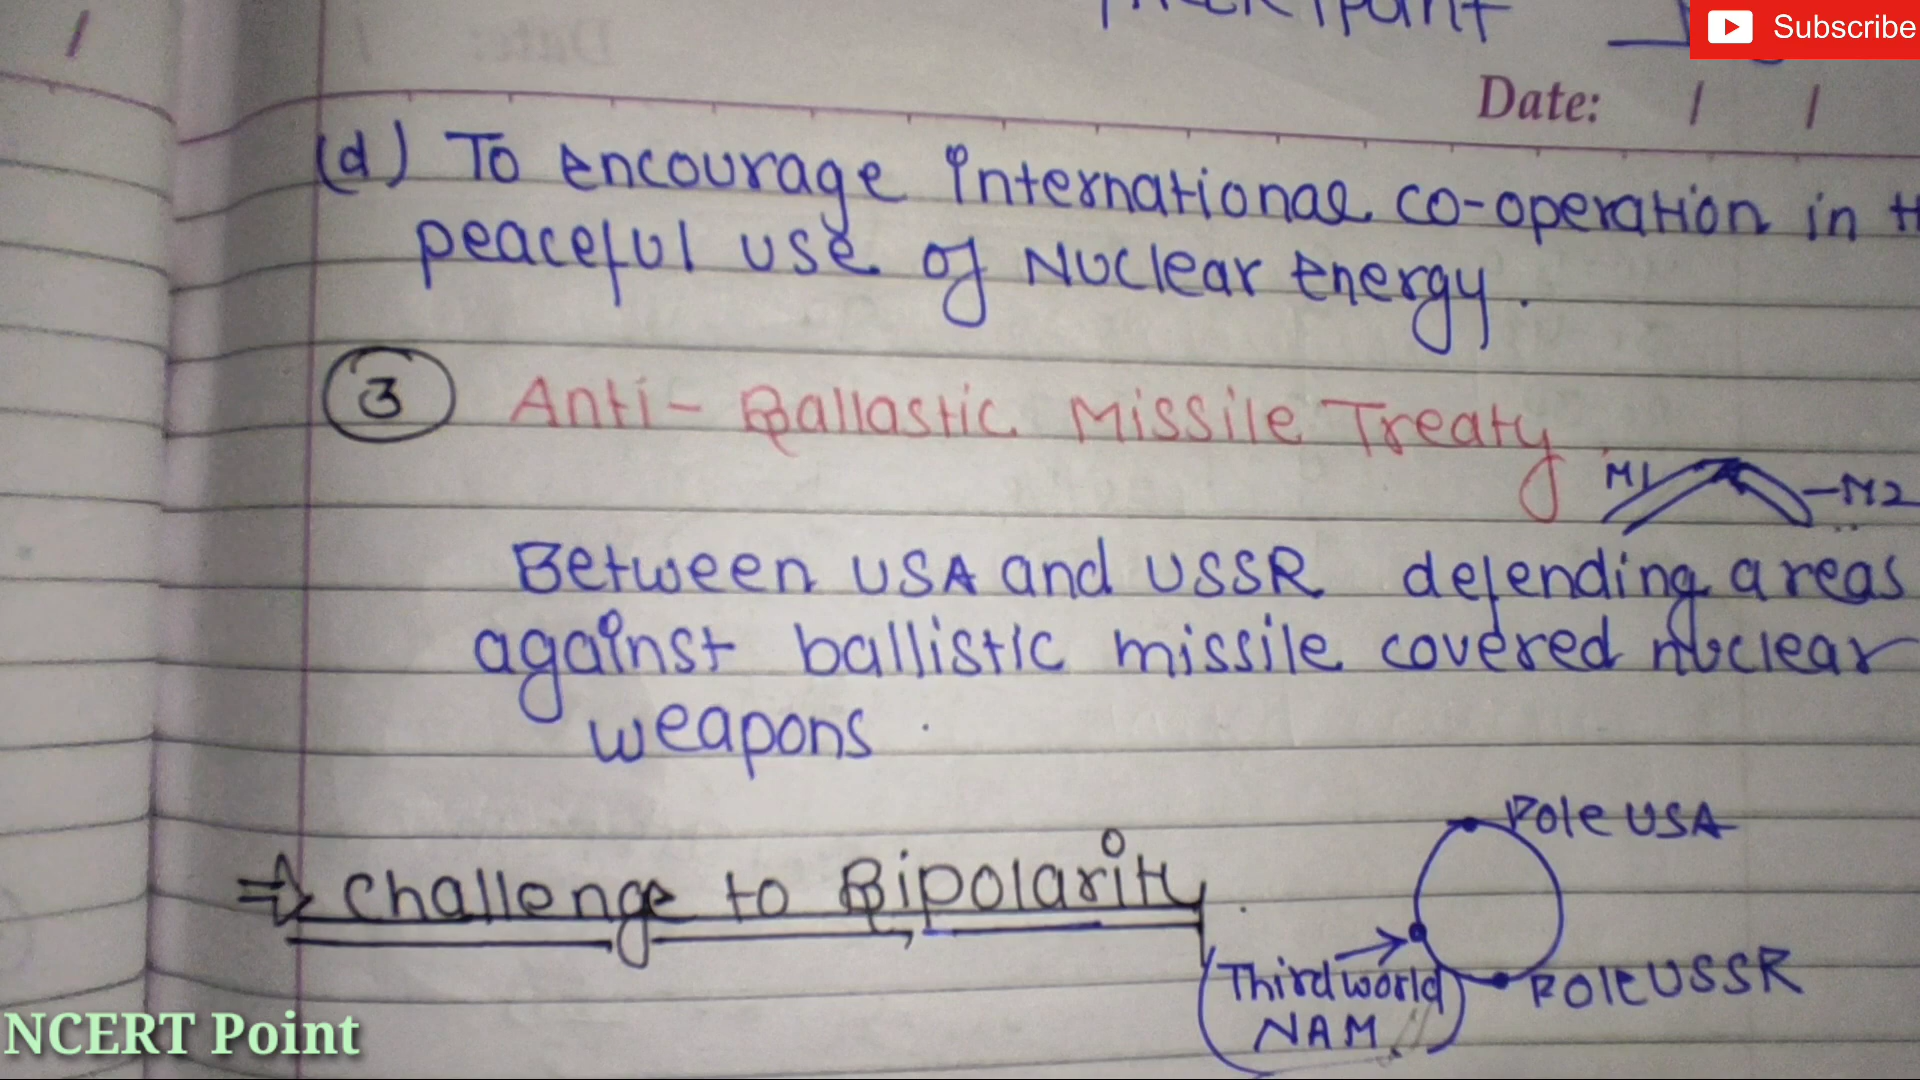 Subscribe
Date: / /
(d) To encourage International co-operation in
peaceful use of Nuclear energy.
3 Anti-Ballastic Missile Treaty
M1 -M2
Between USA and USSR defending areas
against ballistic missile covered nuclear
weapons.
⇒ Challenge to Bipolarity.
Pole USA
Third world
NAM
Pole USSR
NCERT Point